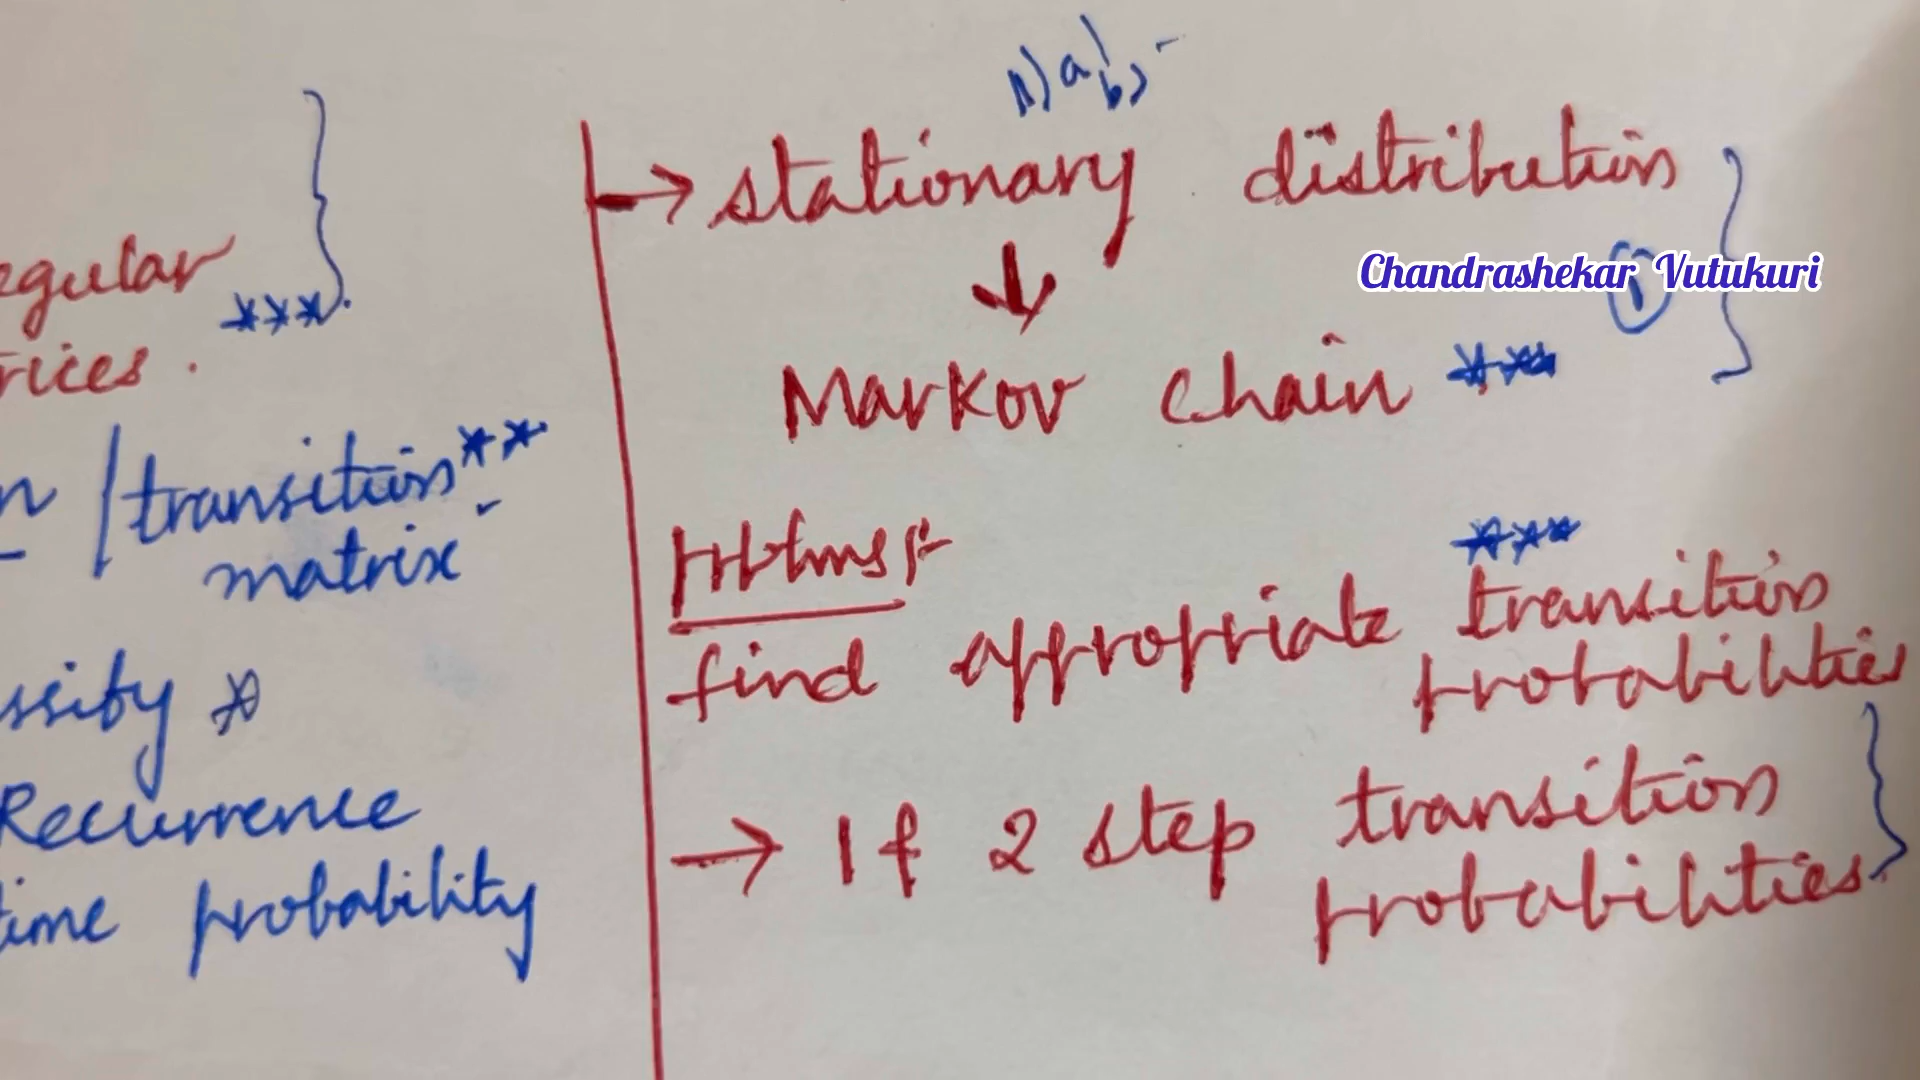 egular
***
rices.
n / transition **
matrix
ssify *
Recurrence
time probability
a) b)
→ stationary distribution
Chandrashekar Vutukuri
1
↓
Markov chain ***
prblms :-
***
find appropriate transition
probabilities
→ 1 & 2 step transition
probabilities.